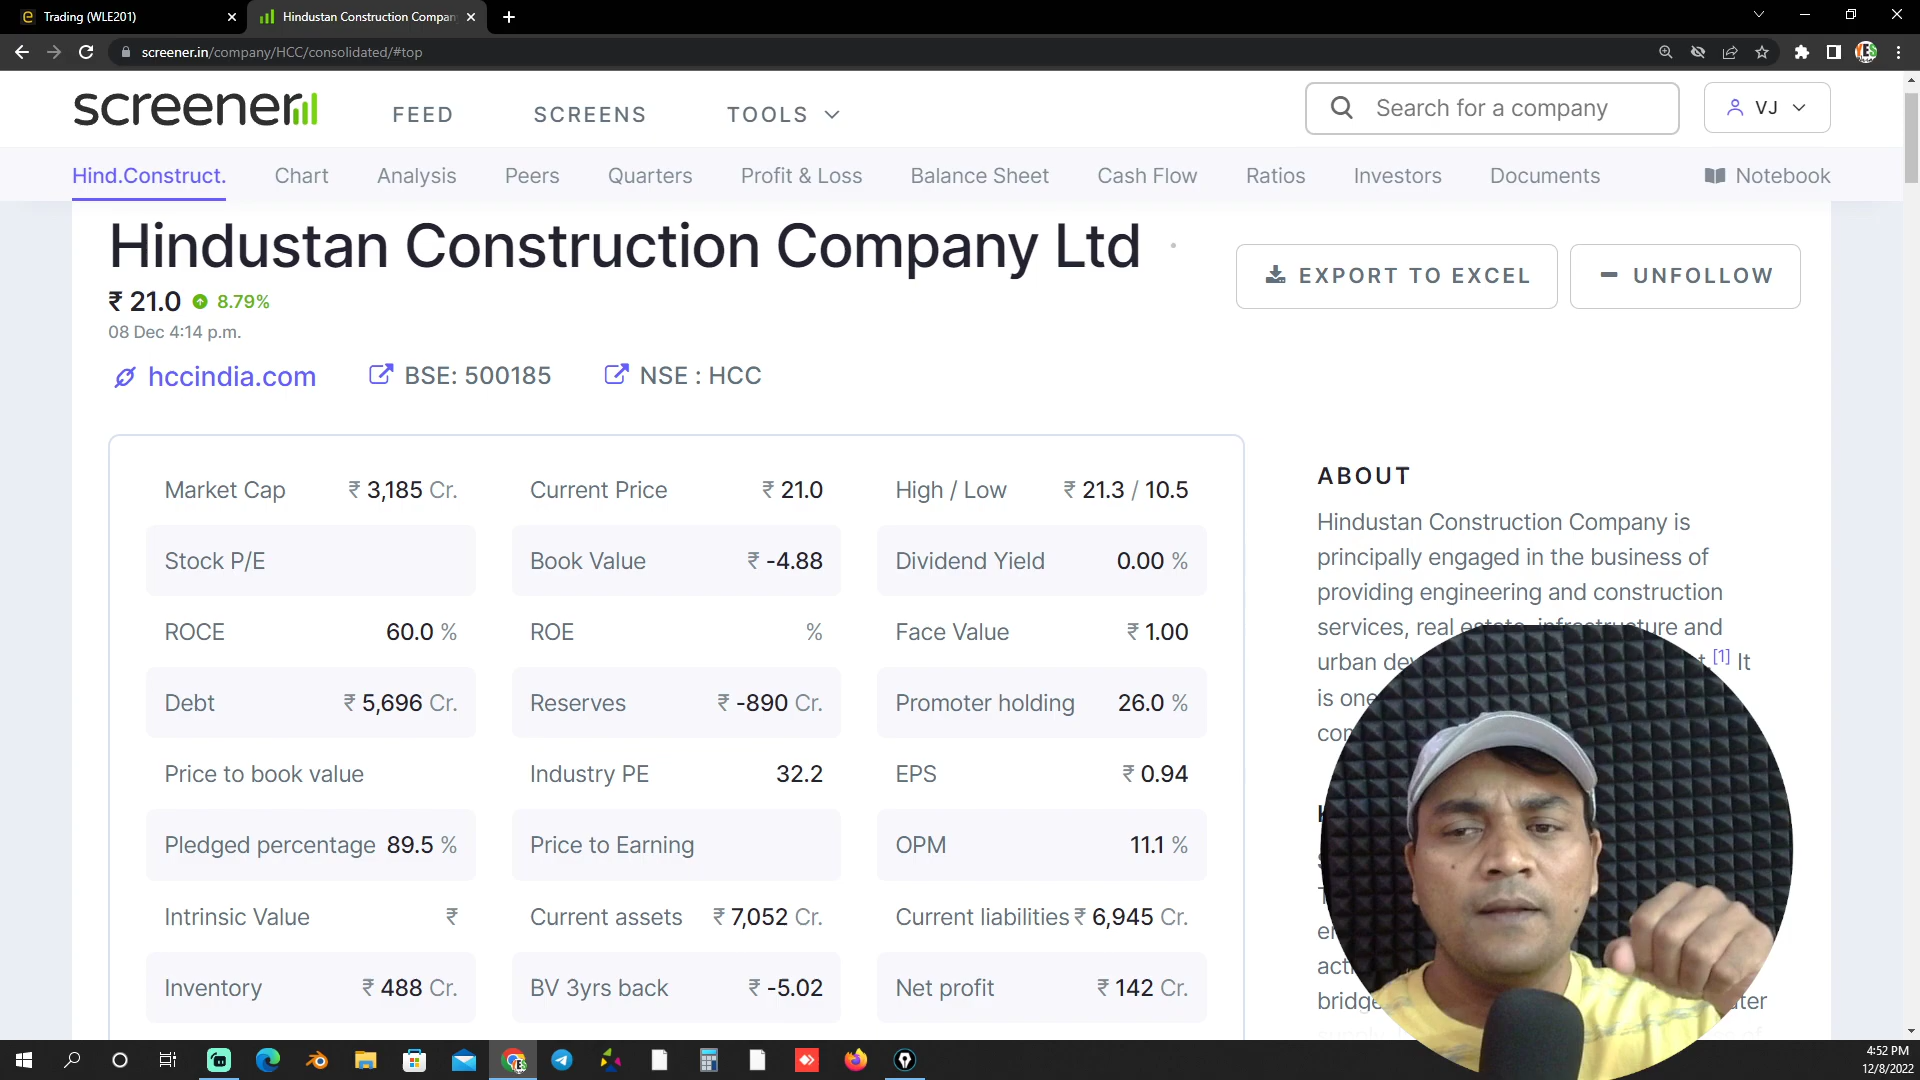 Trading (WLE201)
Hindustan Construction Compan
screener.in/company/HCC/consolidated/#top
screener
FEED
SCREENS
TOOLS
Search for a company
VJ
Hind.Construct.
Chart
Analysis
Peers
Quarters
Profit & Loss
Balance Sheet
Cash Flow
Ratios
Investors
Documents
Notebook
Hindustan Construction Company Ltd
EXPORT TO EXCEL
UNFOLLOW
₹ 21.0 8.79%
08 Dec 4:14 p.m.
hccindia.com
BSE: 500185
NSE : HCC
Market Cap ₹ 3,185 Cr.
Current Price ₹ 21.0
High / Low ₹ 21.3 / 10.5
Stock P/E
Book Value ₹ -4.88
Dividend Yield 0.00 %
ROCE 60.0 %
ROE %
Face Value ₹ 1.00
Debt ₹ 5,696 Cr.
Reserves ₹ -890 Cr.
Promoter holding 26.0 %
Price to book value
Industry PE 32.2
EPS ₹ 0.94
Pledged percentage 89.5 %
Price to Earning
OPM 11.1 %
Intrinsic Value ₹
Current assets ₹ 7,052 Cr.
Current liabilities ₹ 6,945 Cr.
Inventory ₹ 488 Cr.
BV 3yrs back ₹ -5.02
Net profit ₹ 142 Cr.
ABOUT
Hindustan Construction Company is
principally engaged in the business of
providing engineering and construction
services, real estate, infrastructure and
urban [1] It
is one
4:52 PM
12/8/2022